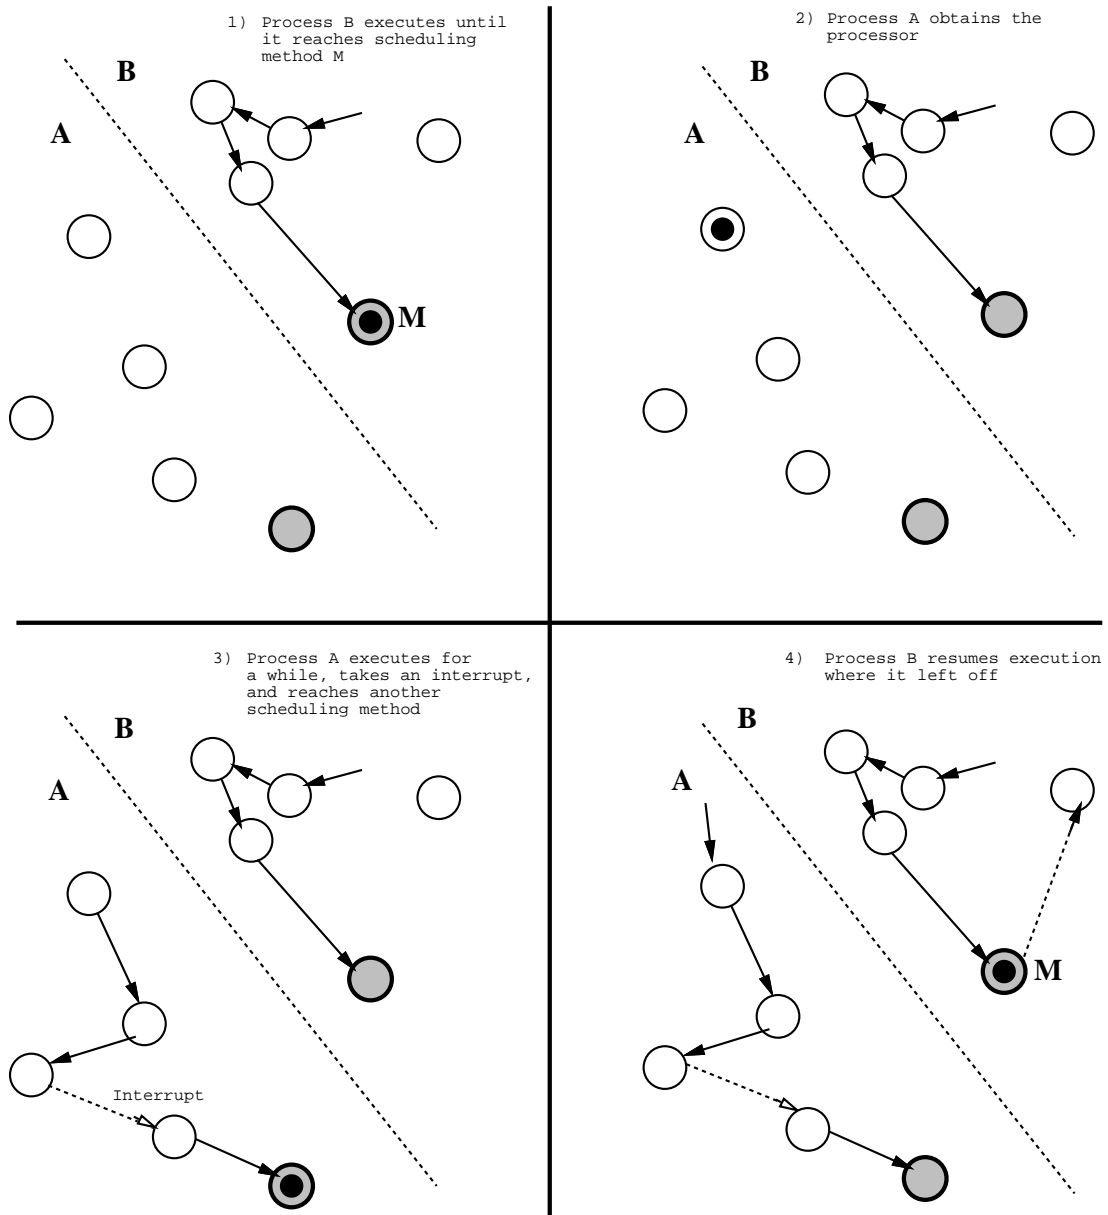 1) Process B executes until
it reaches scheduling
method M
B
A
M
2) Process A obtains the
processor
B
A
3) Process A executes for
a while, takes an interrupt,
and reaches another
scheduling method
B
A
Interrupt
4) Process B resumes execution
where it left off
B
A
M